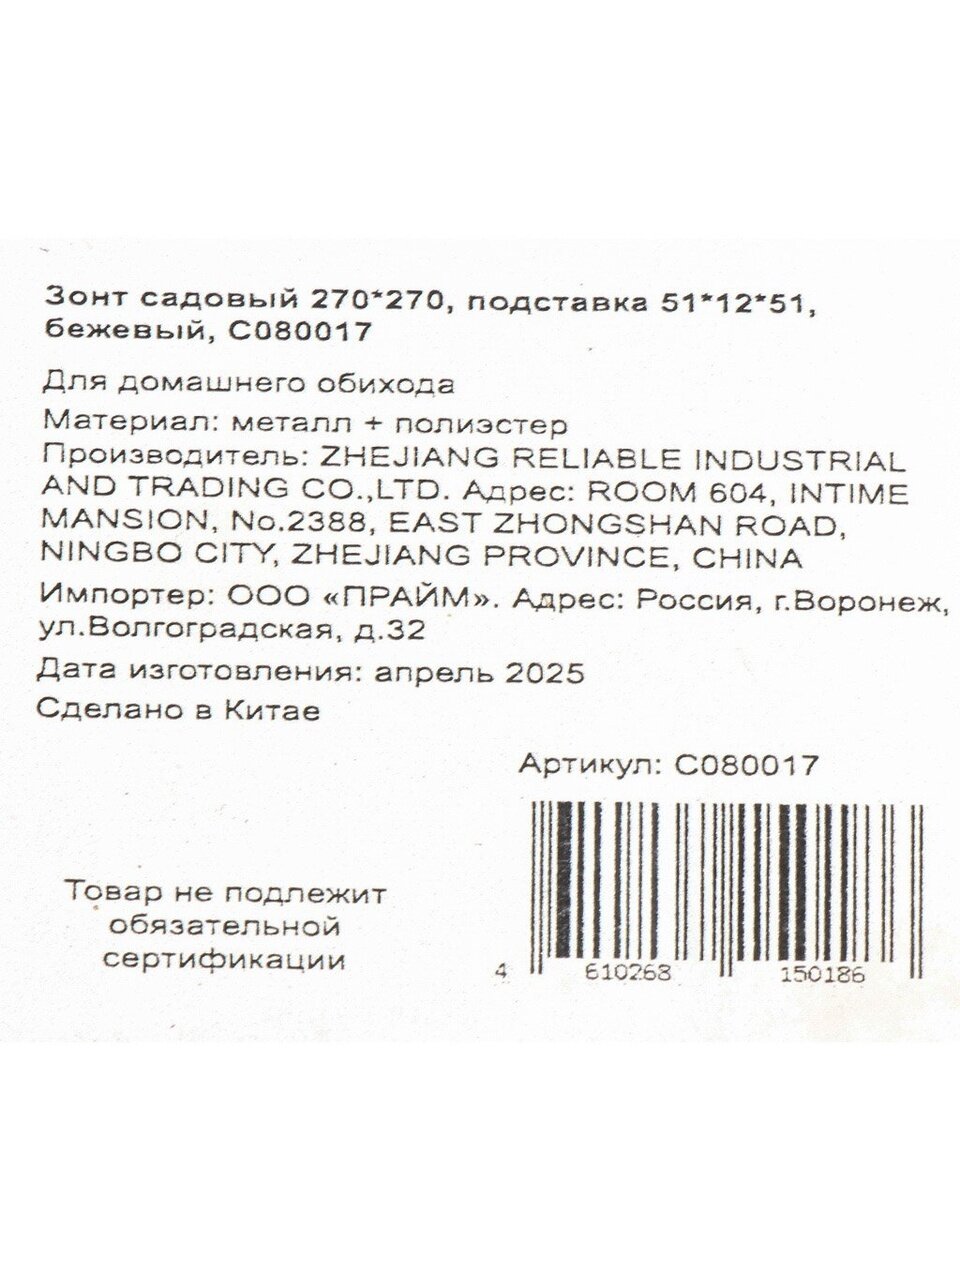 Зонт садовый 270*270, подставка 51*12*51,
бежевый, C080017
Для домашнего обихода
Материал: металл + полиэстер
Производитель: ZHEJIANG RELIABLE INDUSTRIAL
AND TRADING CO.,LTD. Адрес: ROOM 604, INTIME
MANSION, No.2388, EAST ZHONGSHAN ROAD,
NINGBO CITY, ZHEJIANG PROVINCE, CHINA
Импортер: ООО «ПРАЙМ». Адрес: Россия, г.Воронеж,
ул.Волгоградская, д.32
Дата изготовления: апрель 2025
Сделано в Китае
Артикул: C080017
Товар не подлежит
обязательной
сертификации
4 610268 150186